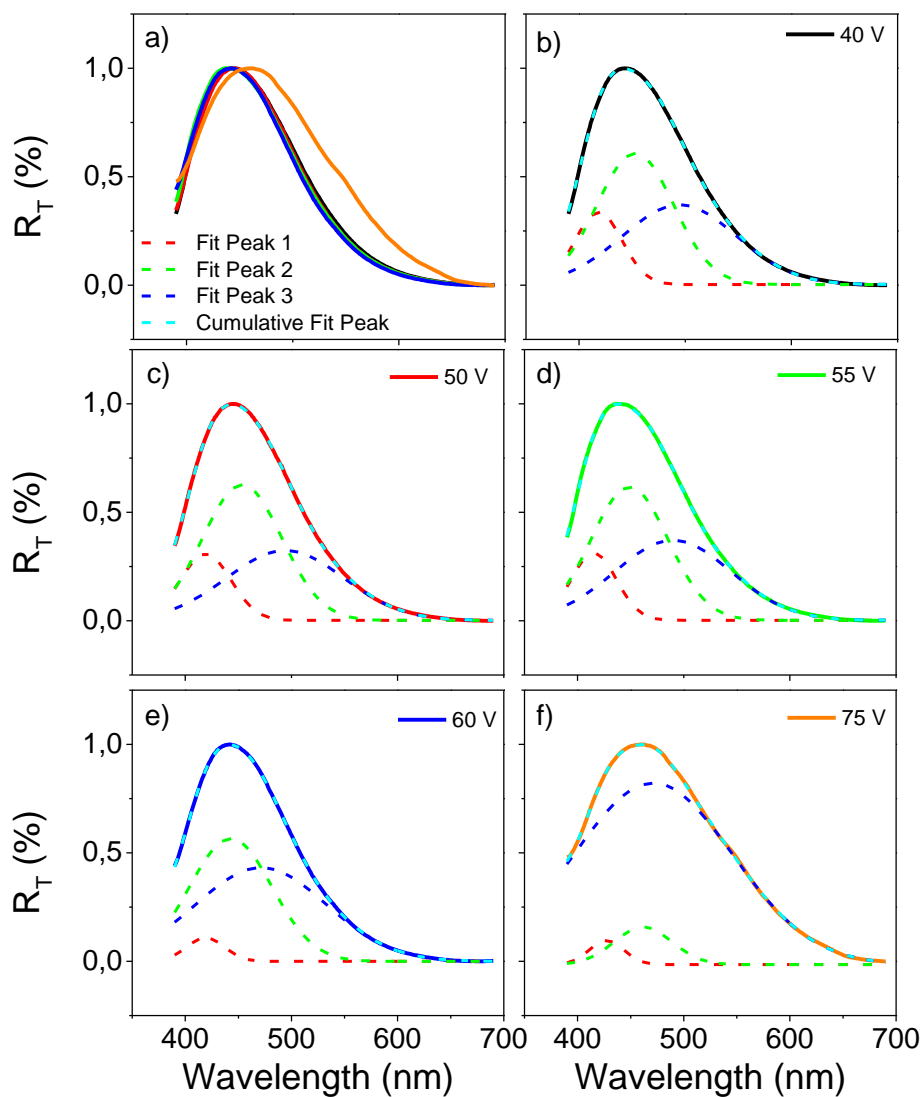 a)
b)
40 V
1,0
0,5
0,0
R_T (%)
Fit Peak 1
Fit Peak 2
Fit Peak 3
Cumulative Fit Peak
c)
50 V
d)
55 V
1,0
0,5
0,0
R_T (%)
e)
60 V
f)
75 V
1,0
0,5
0,0
R_T (%)
400 500 600 700 400 500 600 700
Wavelength (nm) Wavelength (nm)